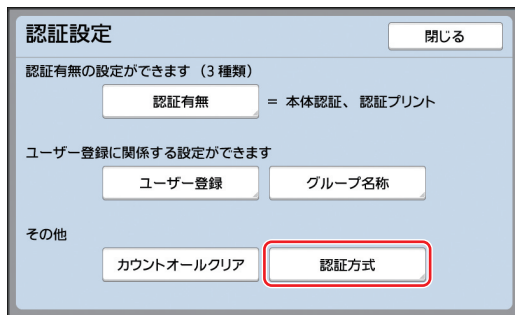 認証設定 閉じる
認証有無の設定ができます（3種類）
認証有無 = 本体認証、認証プリント
ユーザー登録に関係する設定ができます
ユーザー登録 グループ名称
その他
カウントオールクリア 認証方式